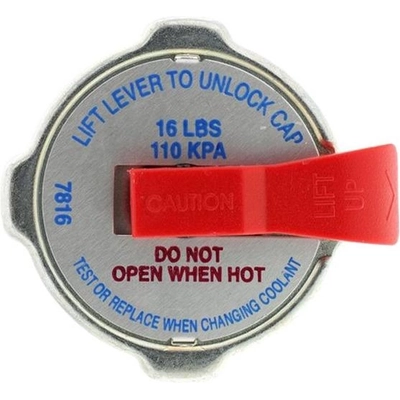 LIFT LEVER TO UNLOCK CAP
16 LBS
110 KPA
7816
CAUTION
LIFT
UP
DO NOT
OPEN WHEN HOT
TEST OR REPLACE WHEN CHANGING COOLANT